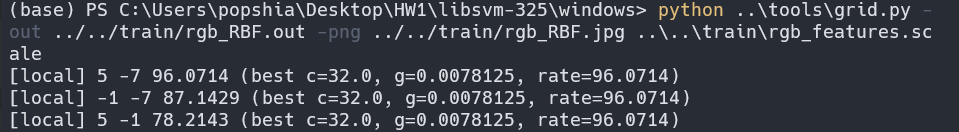 (base) PS C:\Users\popshia\Desktop\HW1\libsvm-325\windows> python ..\tools\grid.py -
out ../../train/rgb_RBF.out -png ../../train/rgb_RBF.jpg ..\..\train\rgb_features.sc
ale
[local] 5 -7 96.0714 (best c=32.0, g=0.0078125, rate=96.0714)
[local] -1 -7 87.1429 (best c=32.0, g=0.0078125, rate=96.0714)
[local] 5 -1 78.2143 (best c=32.0, g=0.0078125, rate=96.0714)